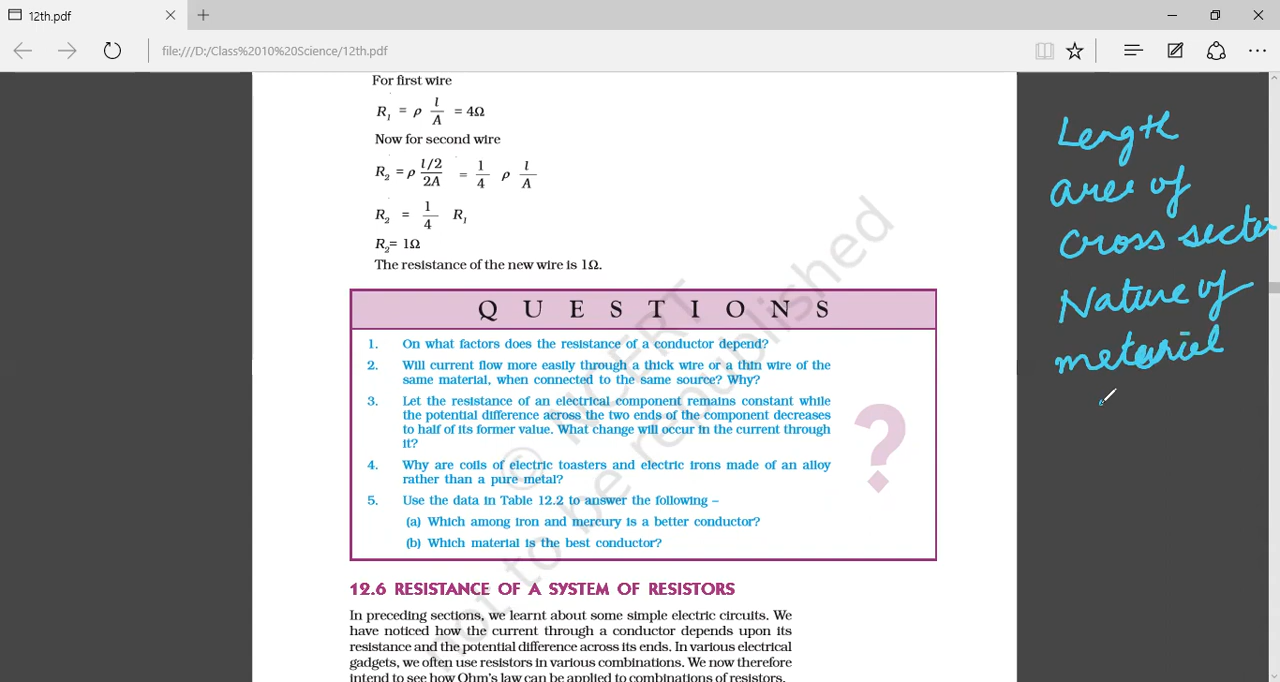 12th.pdf
file:///D:/Class%2010%20Science/12th.pdf
For first wire
R₁ = ρ l/A = 4Ω
Now for second wire
R₂ = ρ (l/2)/(2A) = 1/4 ρ l/A
R₂ = 1/4 R₁
R₂= 1Ω
The resistance of the new wire is 1Ω.
QUESTIONS
1. On what factors does the resistance of a conductor depend?
2. Will current flow more easily through a thick wire or a thin wire of the
same material, when connected to the same source? Why?
3. Let the resistance of an electrical component remains constant while
the potential difference across the two ends of the component decreases
to half of its former value. What change will occur in the current through
it?
4. Why are coils of electric toasters and electric irons made of an alloy
rather than a pure metal?
5. Use the data in Table 12.2 to answer the following –
(a) Which among iron and mercury is a better conductor?
(b) Which material is the best conductor?
?
12.6 RESISTANCE OF A SYSTEM OF RESISTORS
In preceding sections, we learnt about some simple electric circuits. We
have noticed how the current through a conductor depends upon its
resistance and the potential difference across its ends. In various electrical
gadgets, we often use resistors in various combinations. We now therefore
intend to see how Ohm's law can be applied to combinations of resistors.
© NCERT
not to be republished
Length
area of
Cross sectio
Nature of
meterial